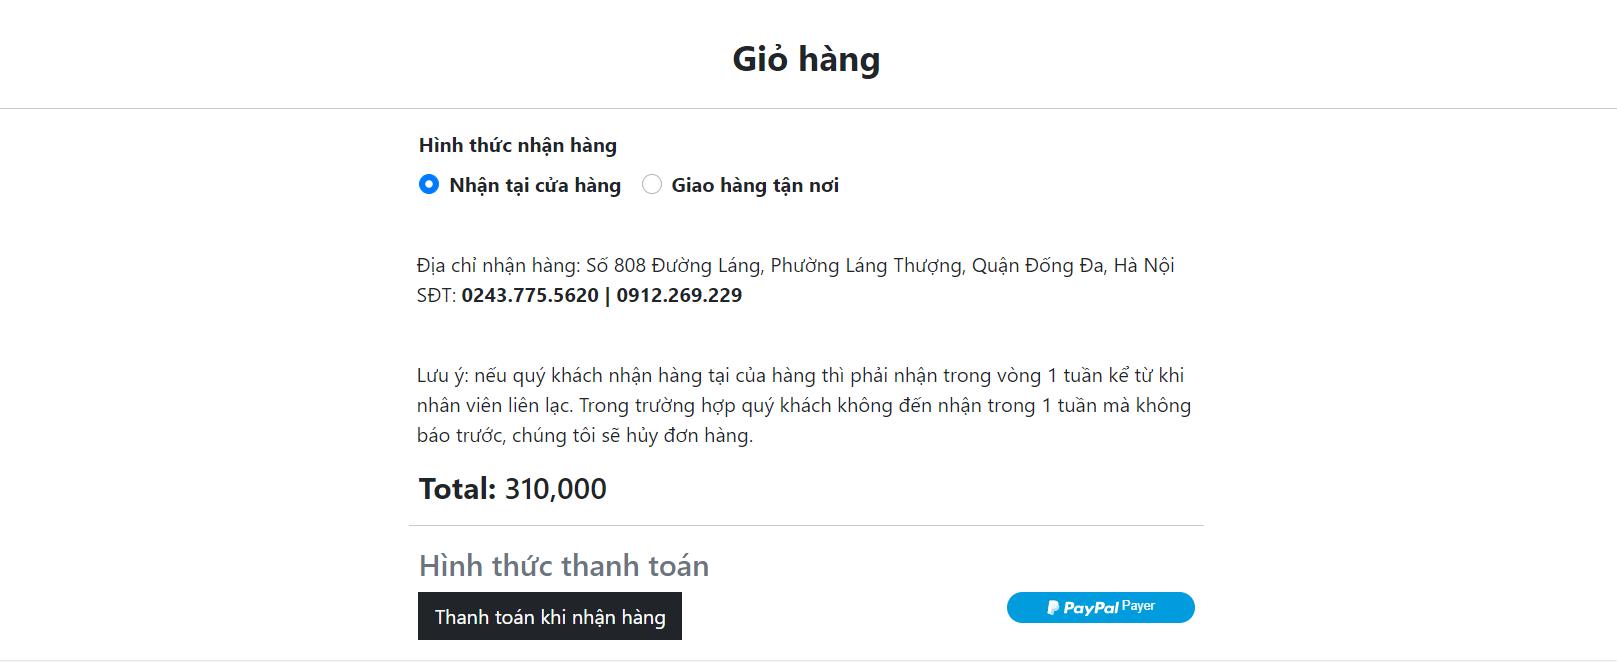 Giỏ hàng
Hình thức nhận hàng
Nhận tại cửa hàng Giao hàng tận nơi
Địa chỉ nhận hàng: Số 808 Đường Láng, Phường Láng Thượng, Quận Đống Đa, Hà Nội
SĐT: 0243.775.5620 | 0912.269.229
Lưu ý: nếu quý khách nhận hàng tại của hàng thì phải nhận trong vòng 1 tuần kể từ khi
nhân viên liên lạc. Trong trường hợp quý khách không đến nhận trong 1 tuần mà không
báo trước, chúng tôi sẽ hủy đơn hàng.
Total: 310,000
Hình thức thanh toán
Thanh toán khi nhận hàng PayPal Payer